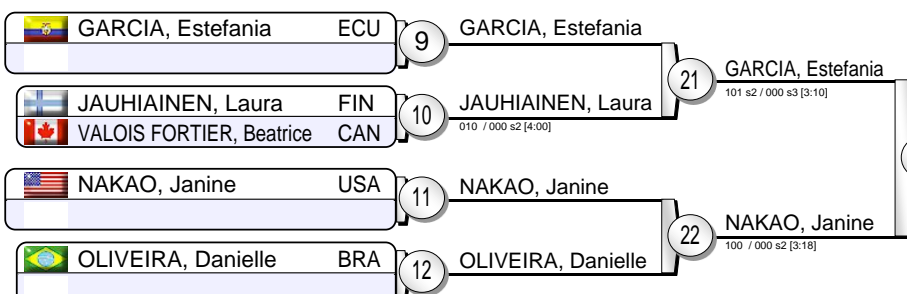 GARCIA, Estefania ECU
9
GARCIA, Estefania
21
GARCIA, Estefania
101 s2 / 000 s3 [3:10]
JAUHIAINEN, Laura FIN
VALOIS FORTIER, Beatrice CAN
10
JAUHIAINEN, Laura
010 / 000 s2 [4:00]
NAKAO, Janine USA
11
NAKAO, Janine
22
NAKAO, Janine
100 / 000 s2 [3:18]
OLIVEIRA, Danielle BRA
12
OLIVEIRA, Danielle